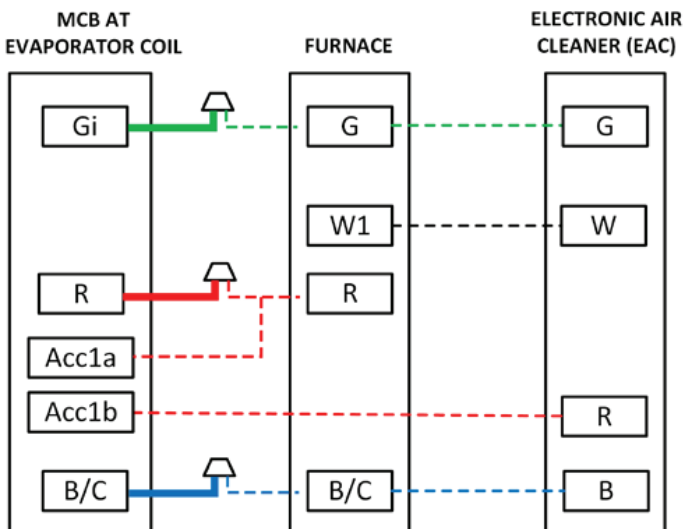 MCB AT
EVAPORATOR COIL
FURNACE
ELECTRONIC AIR
CLEANER (EAC)
Gi
G
G
W1
W
R
R
Acc1a
Acc1b
R
B/C
B/C
B